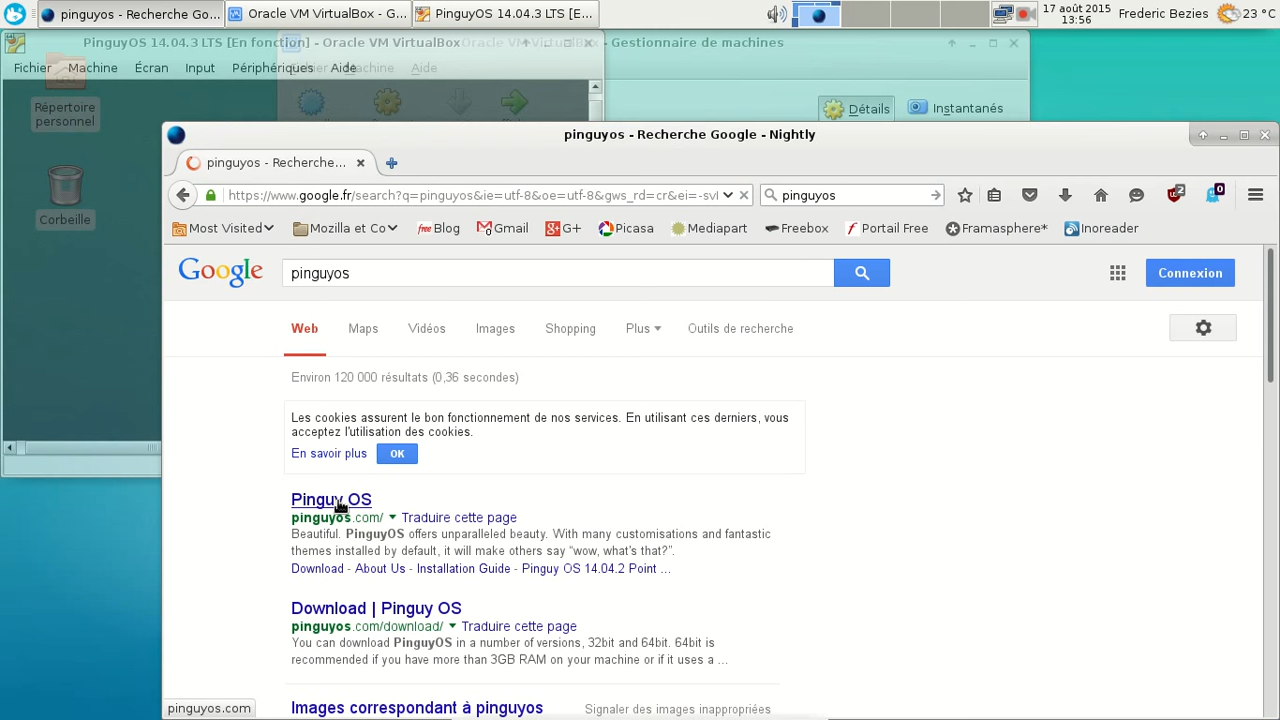 pinguyos - Recherche Go...
Oracle VM VirtualBox - G...
PinguyOS 14.04.3 LTS [E...
17 août 2015
13:56
Frederic Bezies
23 °C
PinguyOS 14.04.3 LTS [En fonction] - Oracle VM VirtualBox
Oracle VM VirtualBox - Gestionnaire de machines
Fichier Machine Écran Input Périphériques Aide
Machine Aide
Répertoire
personnel
Corbeille
Détails
Instantanés
pinguyos - Recherche Google - Nightly
pinguyos - Recherche...
https://www.google.fr/search?q=pinguyos&ie=utf-8&oe=utf-8&gws_rd=cr&ei=-svl
pinguyos
2
0
Most Visited Mozilla et Co free Blog Gmail G+ Picasa Mediapart Freebox Portail Free Framasphere* Inoreader
Google
pinguyos
Connexion
Web Maps Vidéos Images Shopping Plus Outils de recherche
Environ 120 000 résultats (0,36 secondes)
Les cookies assurent le bon fonctionnement de nos services. En utilisant ces derniers, vous
acceptez l'utilisation des cookies.
En savoir plus OK
Pinguy OS
pinguyos.com/ Traduire cette page
Beautiful. PinguyOS offers unparalleled beauty. With many customisations and fantastic
themes installed by default, it will make others say “wow, what's that?”.
Download - About Us - Installation Guide - Pinguy OS 14.04.2 Point ...
Download | Pinguy OS
pinguyos.com/download/ Traduire cette page
You can download PinguyOS in a number of versions, 32bit and 64bit. 64bit is
recommended if you have more than 3GB RAM on your machine or if it uses a ...
Images correspondant à pinguyos
Signaler des images inappropriées
pinguyos.com